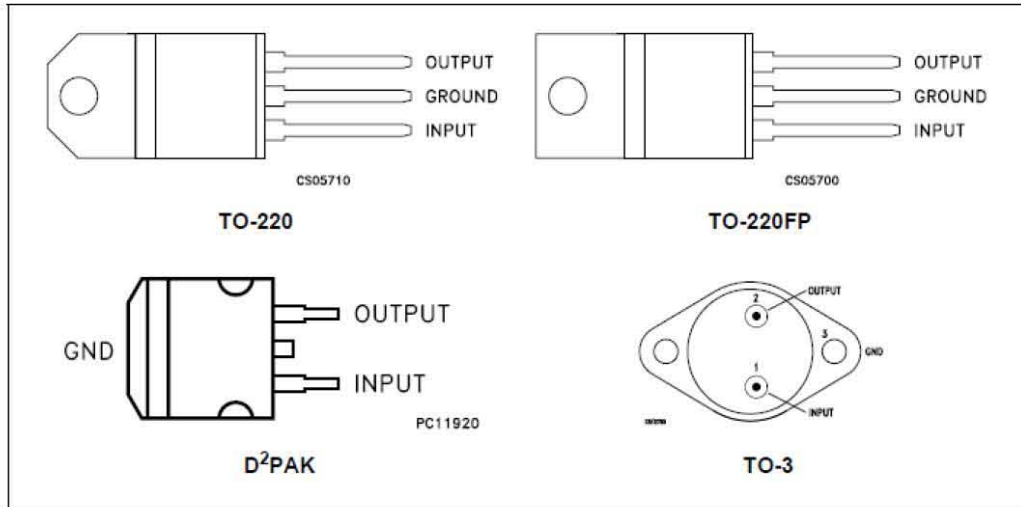 OUTPUT
GROUND
INPUT
CS05710
TO-220
OUTPUT
GROUND
INPUT
CS05700
TO-220FP
GND
OUTPUT
INPUT
PC11920
D²PAK
2
OUTPUT
3
GND
1
INPUT
TO-3